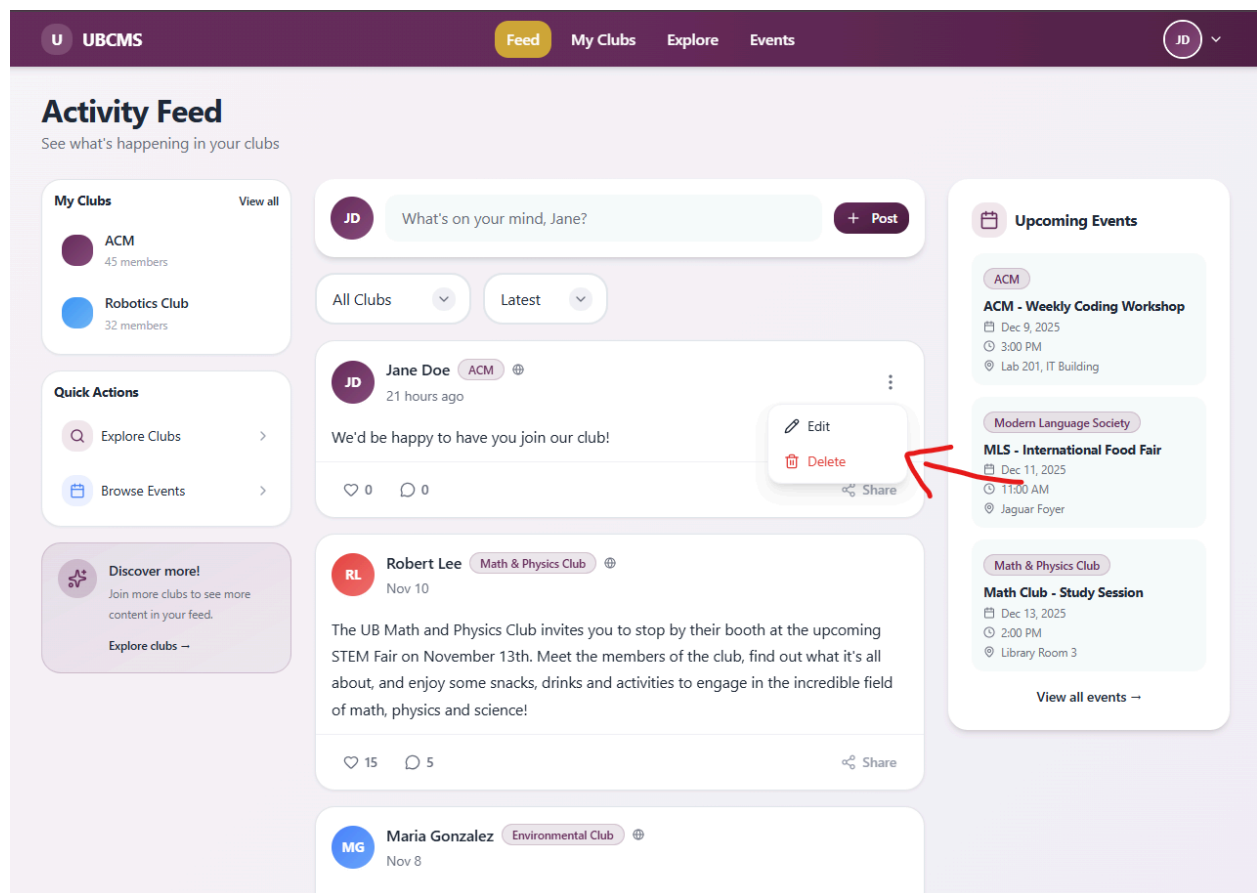 U UBCMS Feed My Clubs Explore Events JD
Activity Feed
See what's happening in your clubs
My Clubs View all
ACM
45 members
Robotics Club
32 members
Quick Actions
Explore Clubs
Browse Events
Discover more!
Join more clubs to see more
content in your feed.
Explore clubs →
JD What's on your mind, Jane? + Post
All Clubs Latest
JD Jane Doe ACM
21 hours ago
Edit
Delete
We'd be happy to have you join our club!
0 0 Share
RL Robert Lee Math & Physics Club
Nov 10
The UB Math and Physics Club invites you to stop by their booth at the upcoming
STEM Fair on November 13th. Meet the members of the club, find out what it's all
about, and enjoy some snacks, drinks and activities to engage in the incredible field
of math, physics and science!
15 5 Share
MG Maria Gonzalez Environmental Club
Nov 8
Upcoming Events
ACM
ACM - Weekly Coding Workshop
Dec 9, 2025
3:00 PM
Lab 201, IT Building
Modern Language Society
MLS - International Food Fair
Dec 11, 2025
11:00 AM
Jaguar Foyer
Math & Physics Club
Math Club - Study Session
Dec 13, 2025
2:00 PM
Library Room 3
View all events →